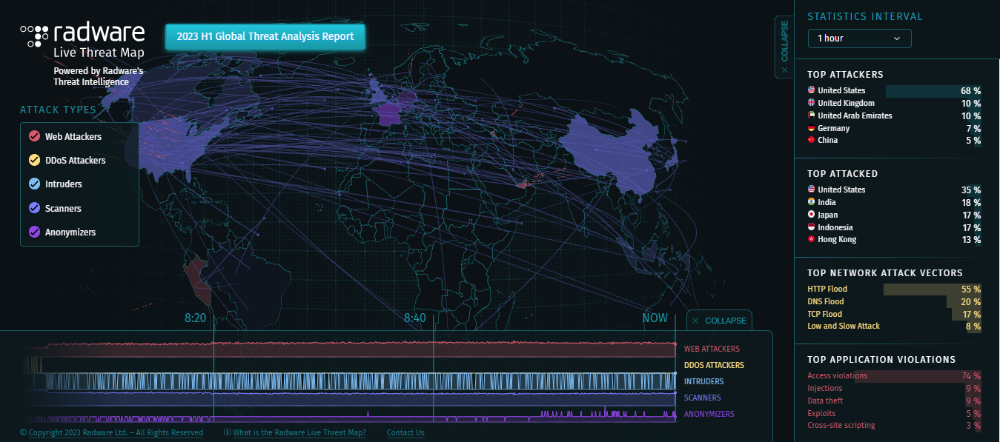 radware
Live Threat Map
Powered by Radware's
Threat Intelligence
2023 H1 Global Threat Analysis Report
ATTACK TYPES
Web Attackers
DDoS Attackers
Intruders
Scanners
Anonymizers
COLLAPSE
STATISTICS INTERVAL
1 hour
TOP ATTACKERS
United States 68 %
United Kingdom 10 %
United Arab Emirates 10 %
Germany 7 %
China 5 %
TOP ATTACKED
United States 35 %
India 18 %
Japan 17 %
Indonesia 17 %
Hong Kong 13 %
TOP NETWORK ATTACK VECTORS
HTTP Flood 55 %
DNS Flood 20 %
TCP Flood 17 %
Low and Slow Attack 8 %
TOP APPLICATION VIOLATIONS
Access violations 74 %
Injections 9 %
Data theft 9 %
Exploits 5 %
Cross-site scripting 3 %
8:20 8:40 NOW
COLLAPSE
WEB ATTACKERS
DDOS ATTACKERS
INTRUDERS
SCANNERS
ANONYMIZERS
© Copyright 2023 Radware Ltd. – All Rights Reserved What is the Radware Live Threat Map? Contact Us